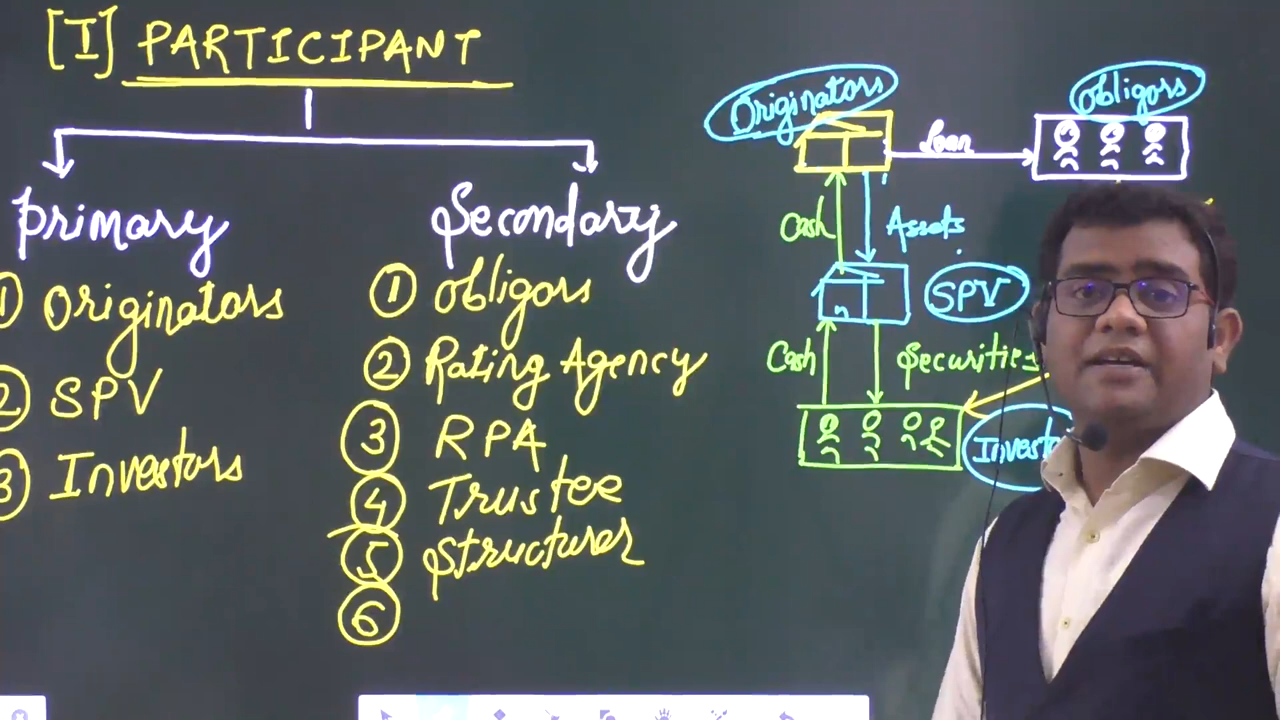 [I] PARTICIPANT
Primary
① Originators
② SPV
③ Investors
Secondary
① Obligors
② Rating Agency
③ RPA
④ Trustee
⑤ Structurer
⑥
Originators
Obligors
Loan
Cash
Assets
SPV
Cash
Securities